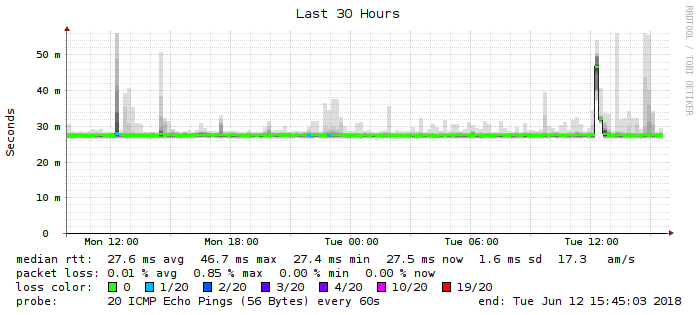 Last 30 Hours
RRDTOOL / TOBI OETIKER
Seconds
50 m
40 m
30 m
20 m
10 m
0
Mon 12:00 Mon 18:00 Tue 00:00 Tue 06:00 Tue 12:00
median rtt: 27.6 ms avg 46.7 ms max 27.4 ms min 27.5 ms now 1.6 ms sd 17.3 am/s
packet loss: 0.01 % avg 0.85 % max 0.00 % min 0.00 % now
loss color: 0 1/20 2/20 3/20 4/20 10/20 19/20
probe: 20 ICMP Echo Pings (56 Bytes) every 60s end: Tue Jun 12 15:45:03 2018